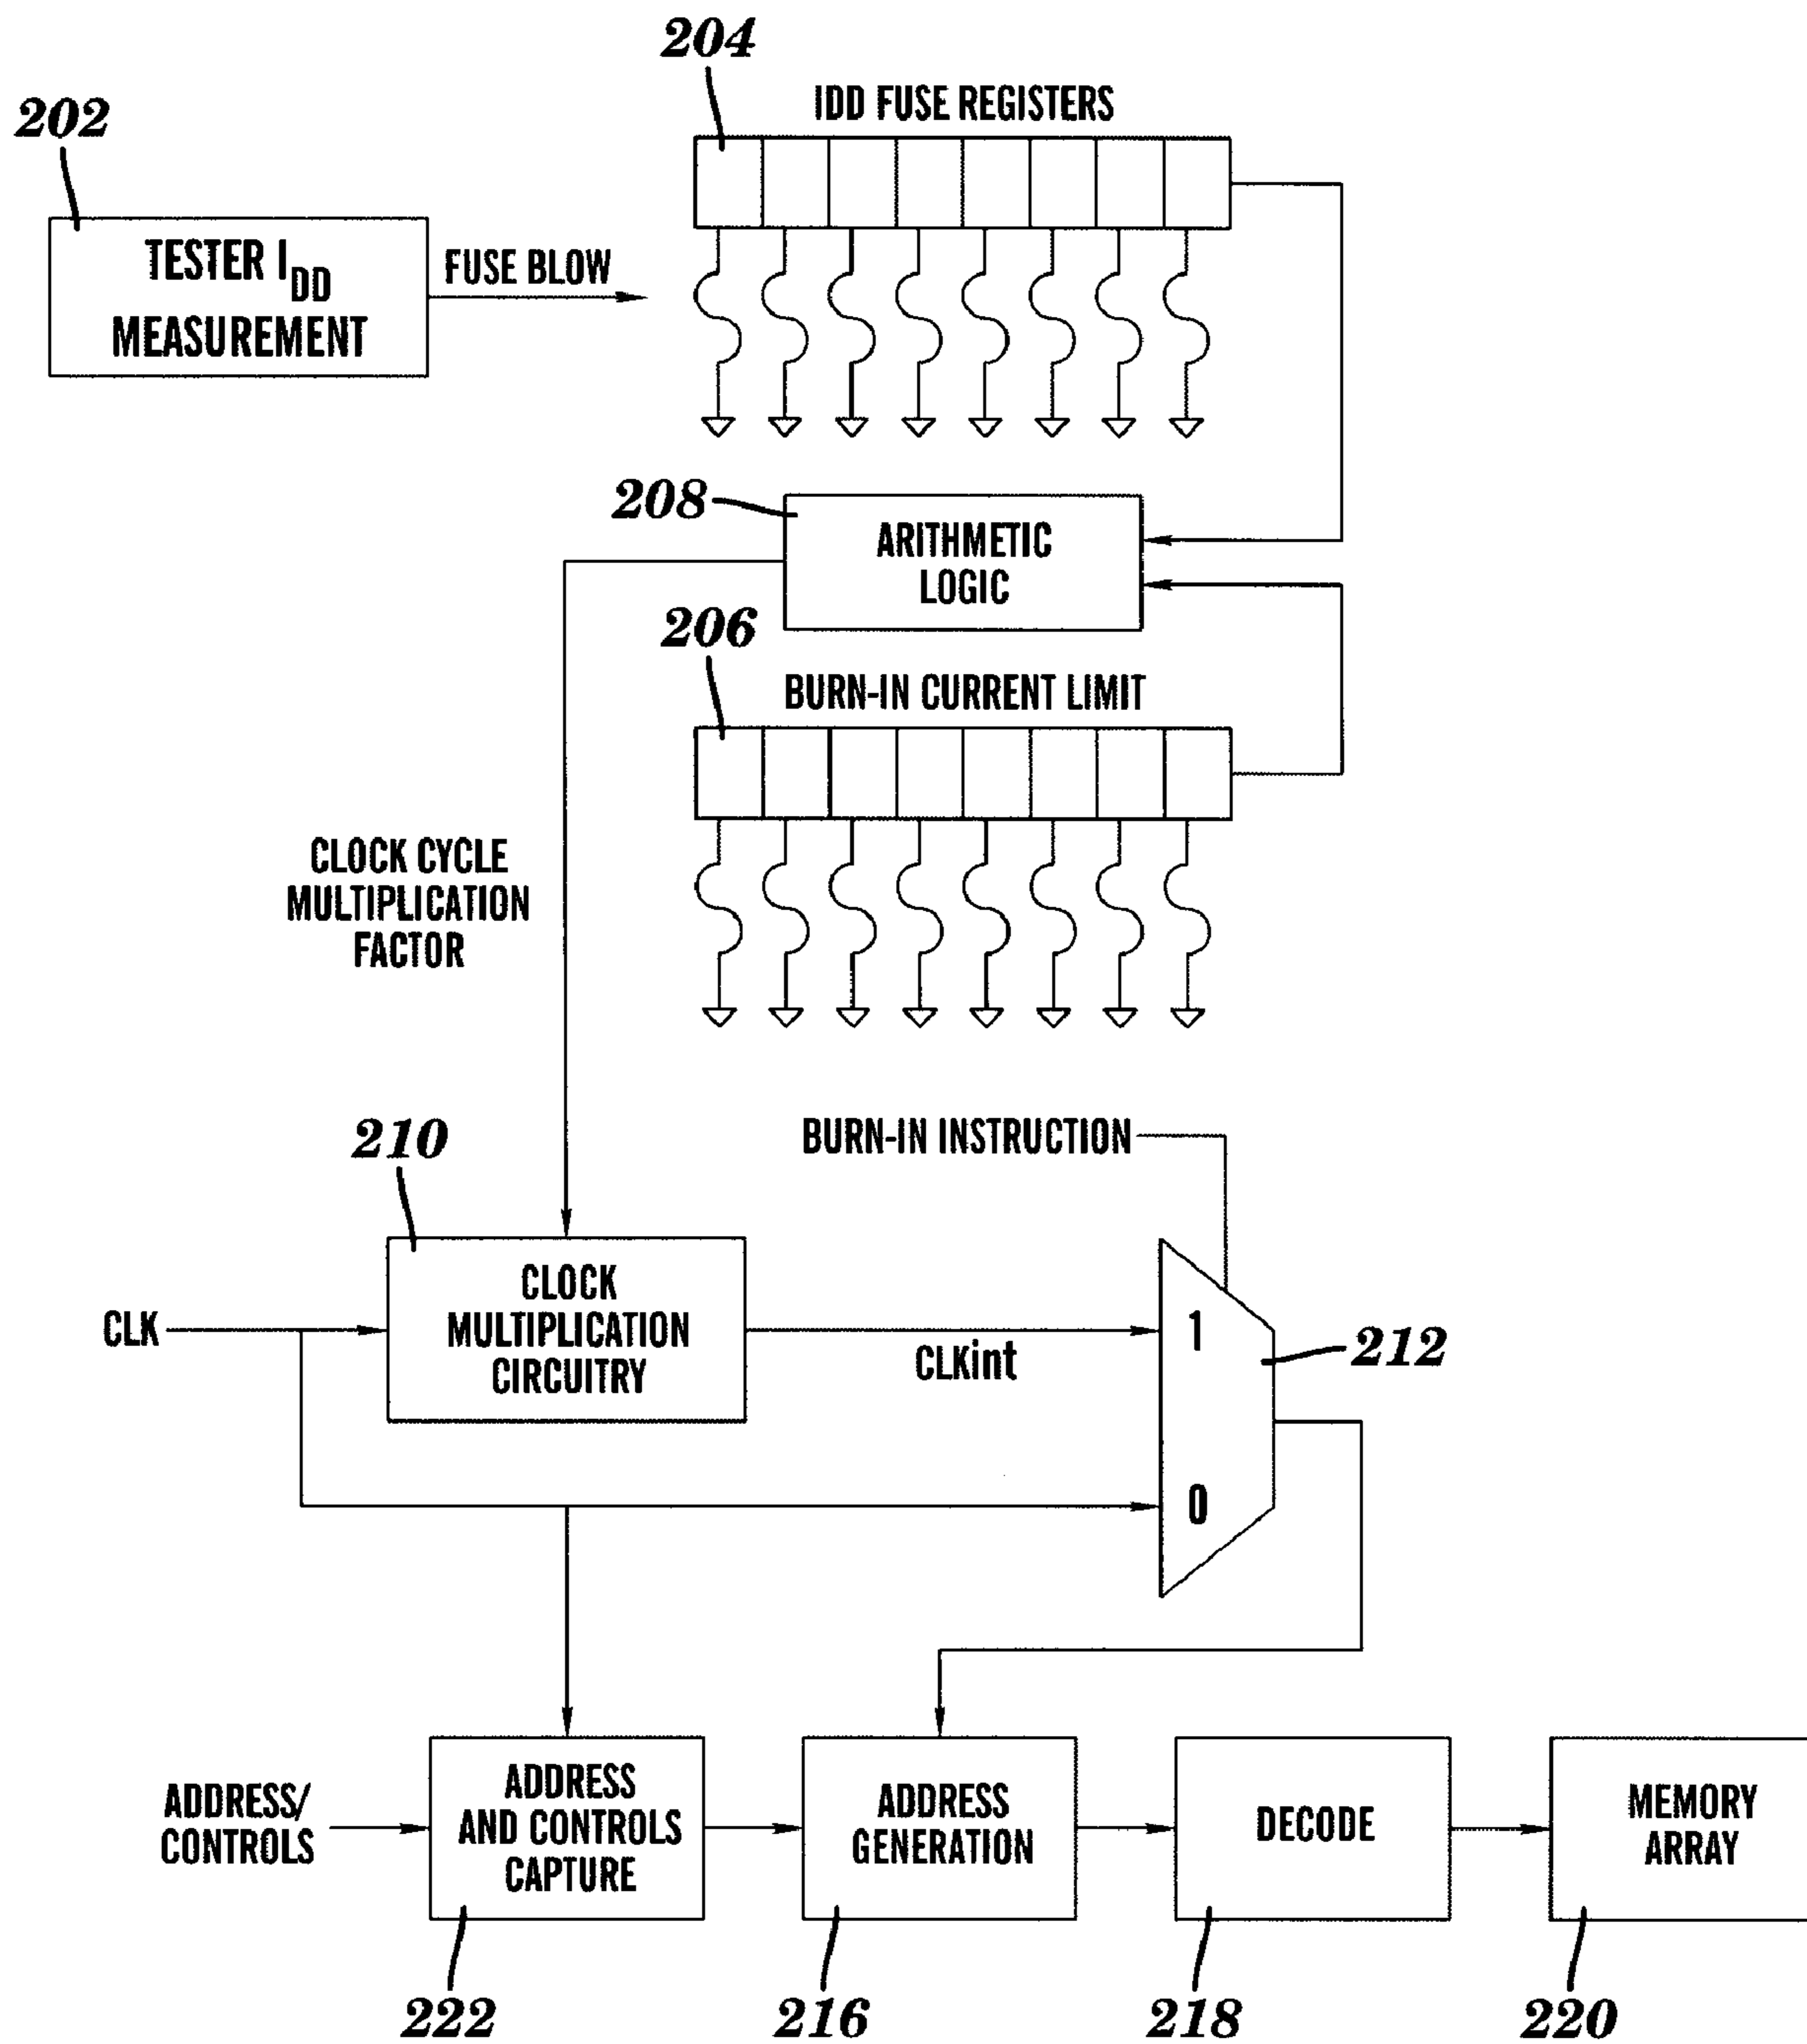 204
IDD FUSE REGISTERS
202
TESTER IDD
MEASUREMENT
FUSE BLOW
208
ARITHMETIC
LOGIC
206
BURN-IN CURRENT LIMIT
CLOCK CYCLE
MULTIPLICATION
FACTOR
210
BURN-IN INSTRUCTION
CLK
CLOCK
MULTIPLICATION
CIRCUITRY
CLKint
1
0
212
ADDRESS/
CONTROLS
ADDRESS
AND CONTROLS
CAPTURE
ADDRESS
GENERATION
DECODE
MEMORY
ARRAY
222
216
218
220